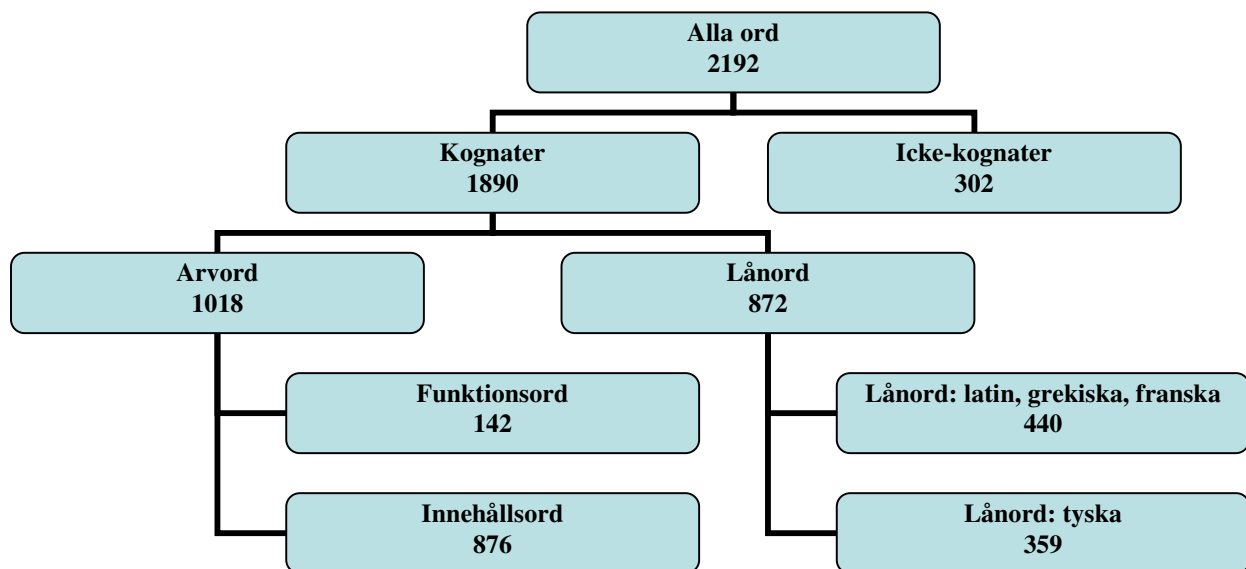 Alla ord
2192
Kognater
1890
Icke-kognater
302
Arvord
1018
Lånord
872
Funktionsord
142
Lånord: latin, grekiska, franska
440
Innehållsord
876
Lånord: tyska
359